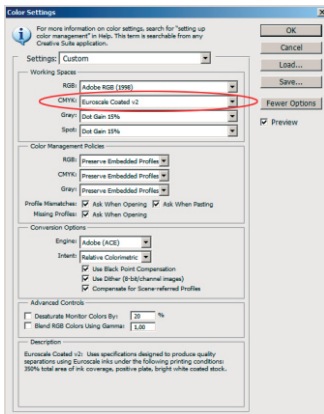 Color Settings
For more information on color settings, search for "setting up
color management" in Help. This term is searchable from any
Creative Suite application.
OK
Cancel
Load...
Save...
Fewer Options
Preview
Settings: Custom
Working Spaces
RGB: Adobe RGB (1998)
CMYK: Euroscale Coated v2
Gray: Dot Gain 15%
Spot: Dot Gain 15%
Color Management Policies
RGB: Preserve Embedded Profiles
CMYK: Preserve Embedded Profiles
Gray: Preserve Embedded Profiles
Profile Mismatches: Ask When Opening Ask When Pasting
Missing Profiles: Ask When Opening
Conversion Options
Engine: Adobe (ACE)
Intent: Relative Colorimetric
Use Black Point Compensation
Use Dither (8-bit/channel images)
Compensate for Scene-referred Profiles
Advanced Controls
Desaturate Monitor Colors By: 20 %
Blend RGB Colors Using Gamma: 1,00
Description
Euroscale Coated v2: Uses specifications designed to produce quality
separations using Euroscale inks under the following printing conditions:
350% total area of ink coverage, positive plate, bright white coated stock.